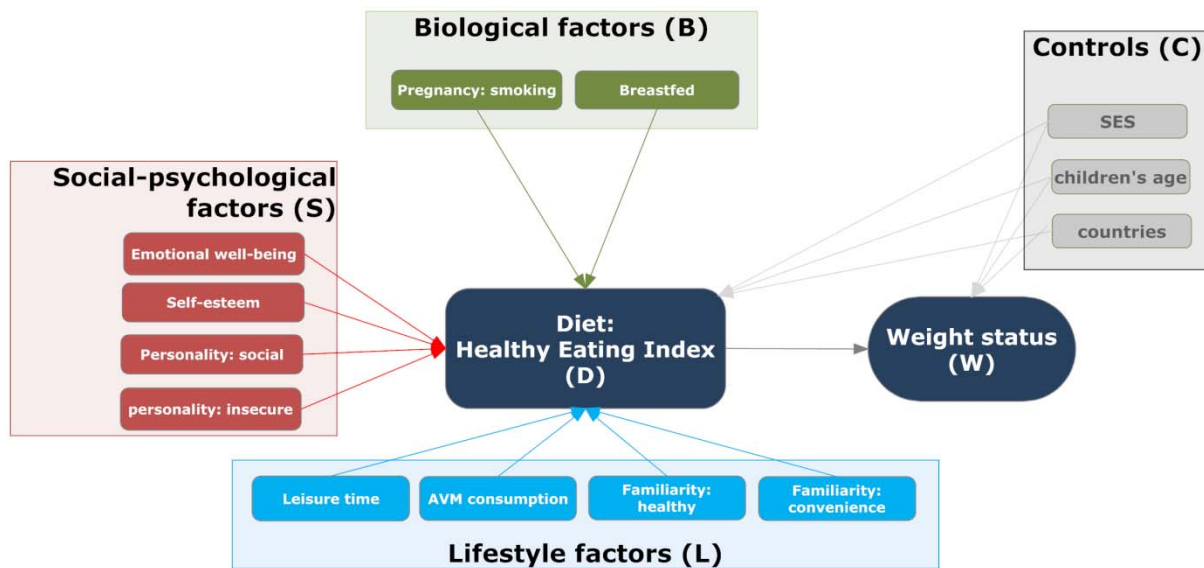 Biological factors (B)
Pregnancy: smoking
Breastfed
Controls (C)
SES
children's age
countries
Social-psychological
factors (S)
Emotional well-being
Self-esteem
Personality: social
personality: insecure
Diet:
Healthy Eating Index
(D)
Weight status
(W)
Leisure time
AVM consumption
Familiarity:
healthy
Familiarity:
convenience
Lifestyle factors (L)